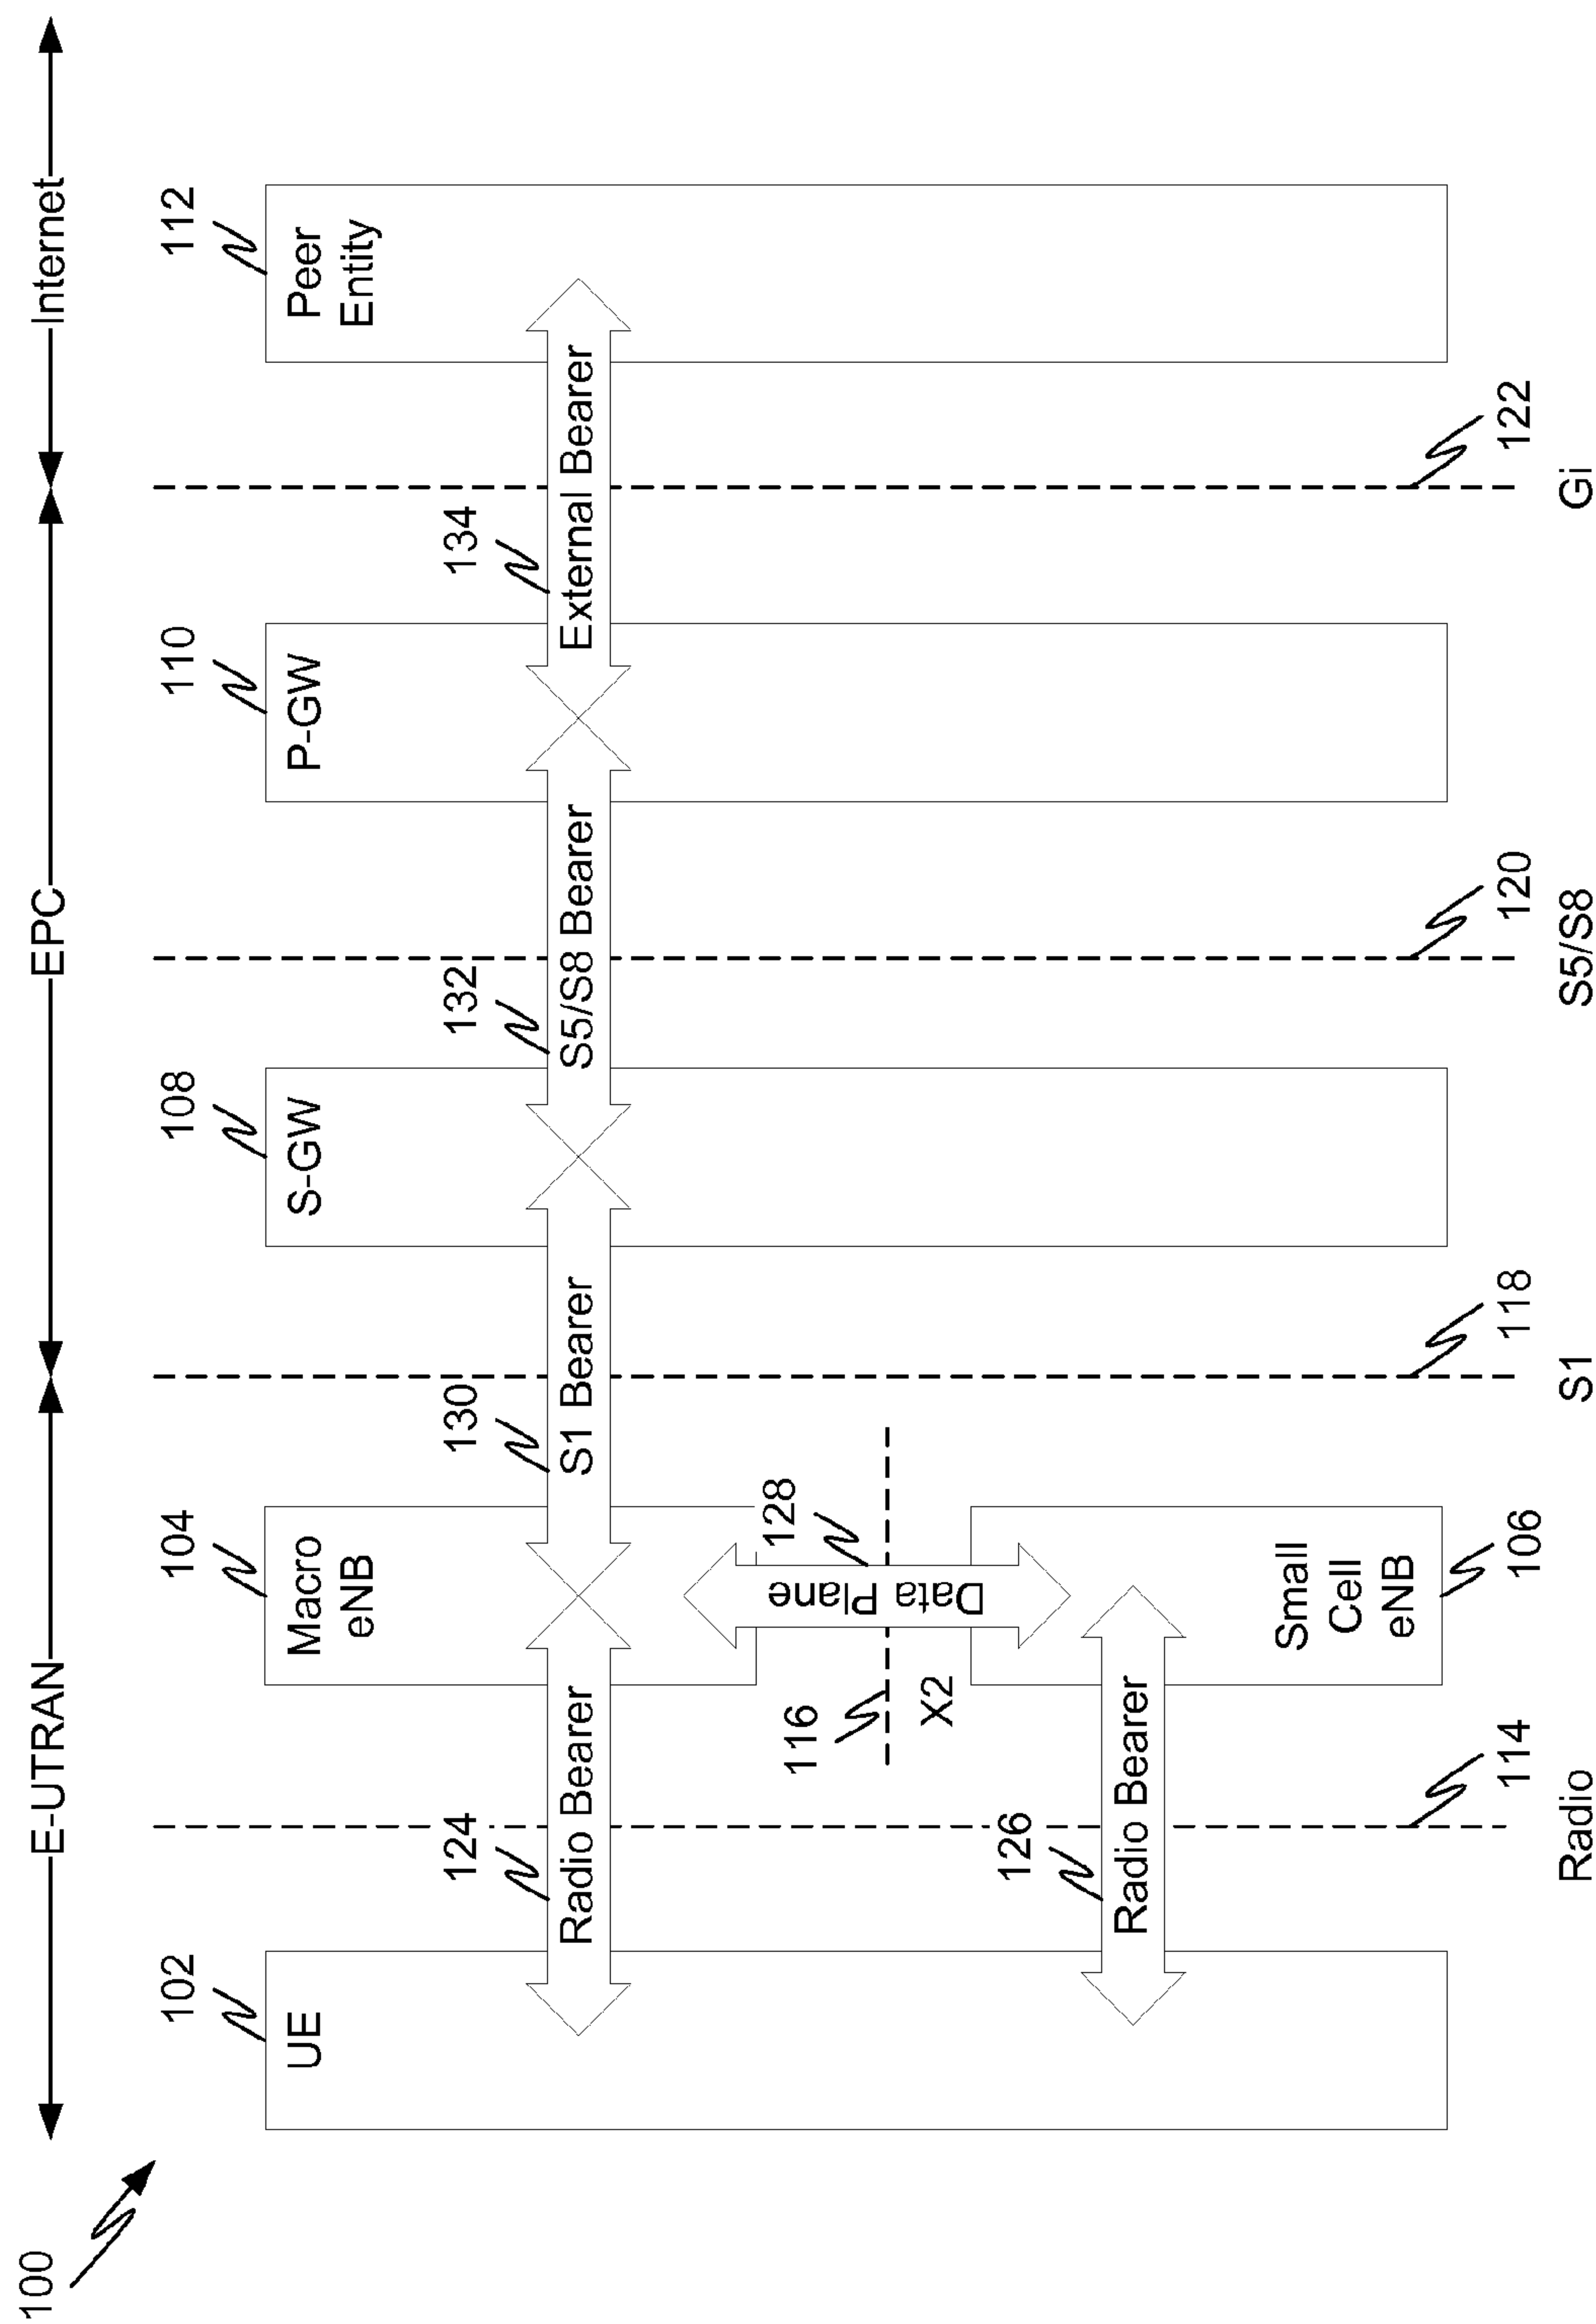 100
E-UTRAN
EPC
Internet
102
104
108
110
112
UE
Macro
eNB
S-GW
P-GW
Peer
Entity
124
130
132
134
Radio Bearer
S1 Bearer
S5/S8 Bearer
External Bearer
128
Data Plane
116
X2
126
Radio Bearer
Small
Cell
eNB
106
114
118
120
122
Radio
S1
S5/S8
Gi